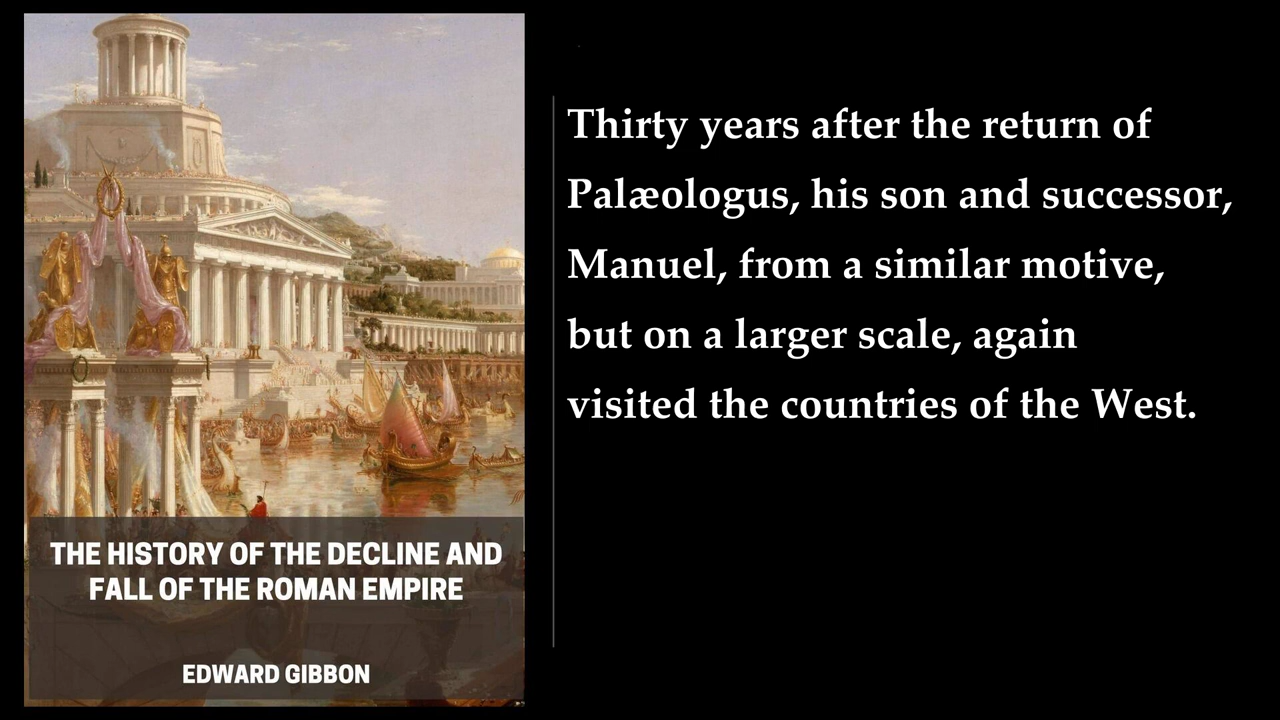 THE HISTORY OF THE DECLINE AND
FALL OF THE ROMAN EMPIRE
EDWARD GIBBON
Thirty years after the return of
Palæologus, his son and successor,
Manuel, from a similar motive,
but on a larger scale, again
visited the countries of the West.